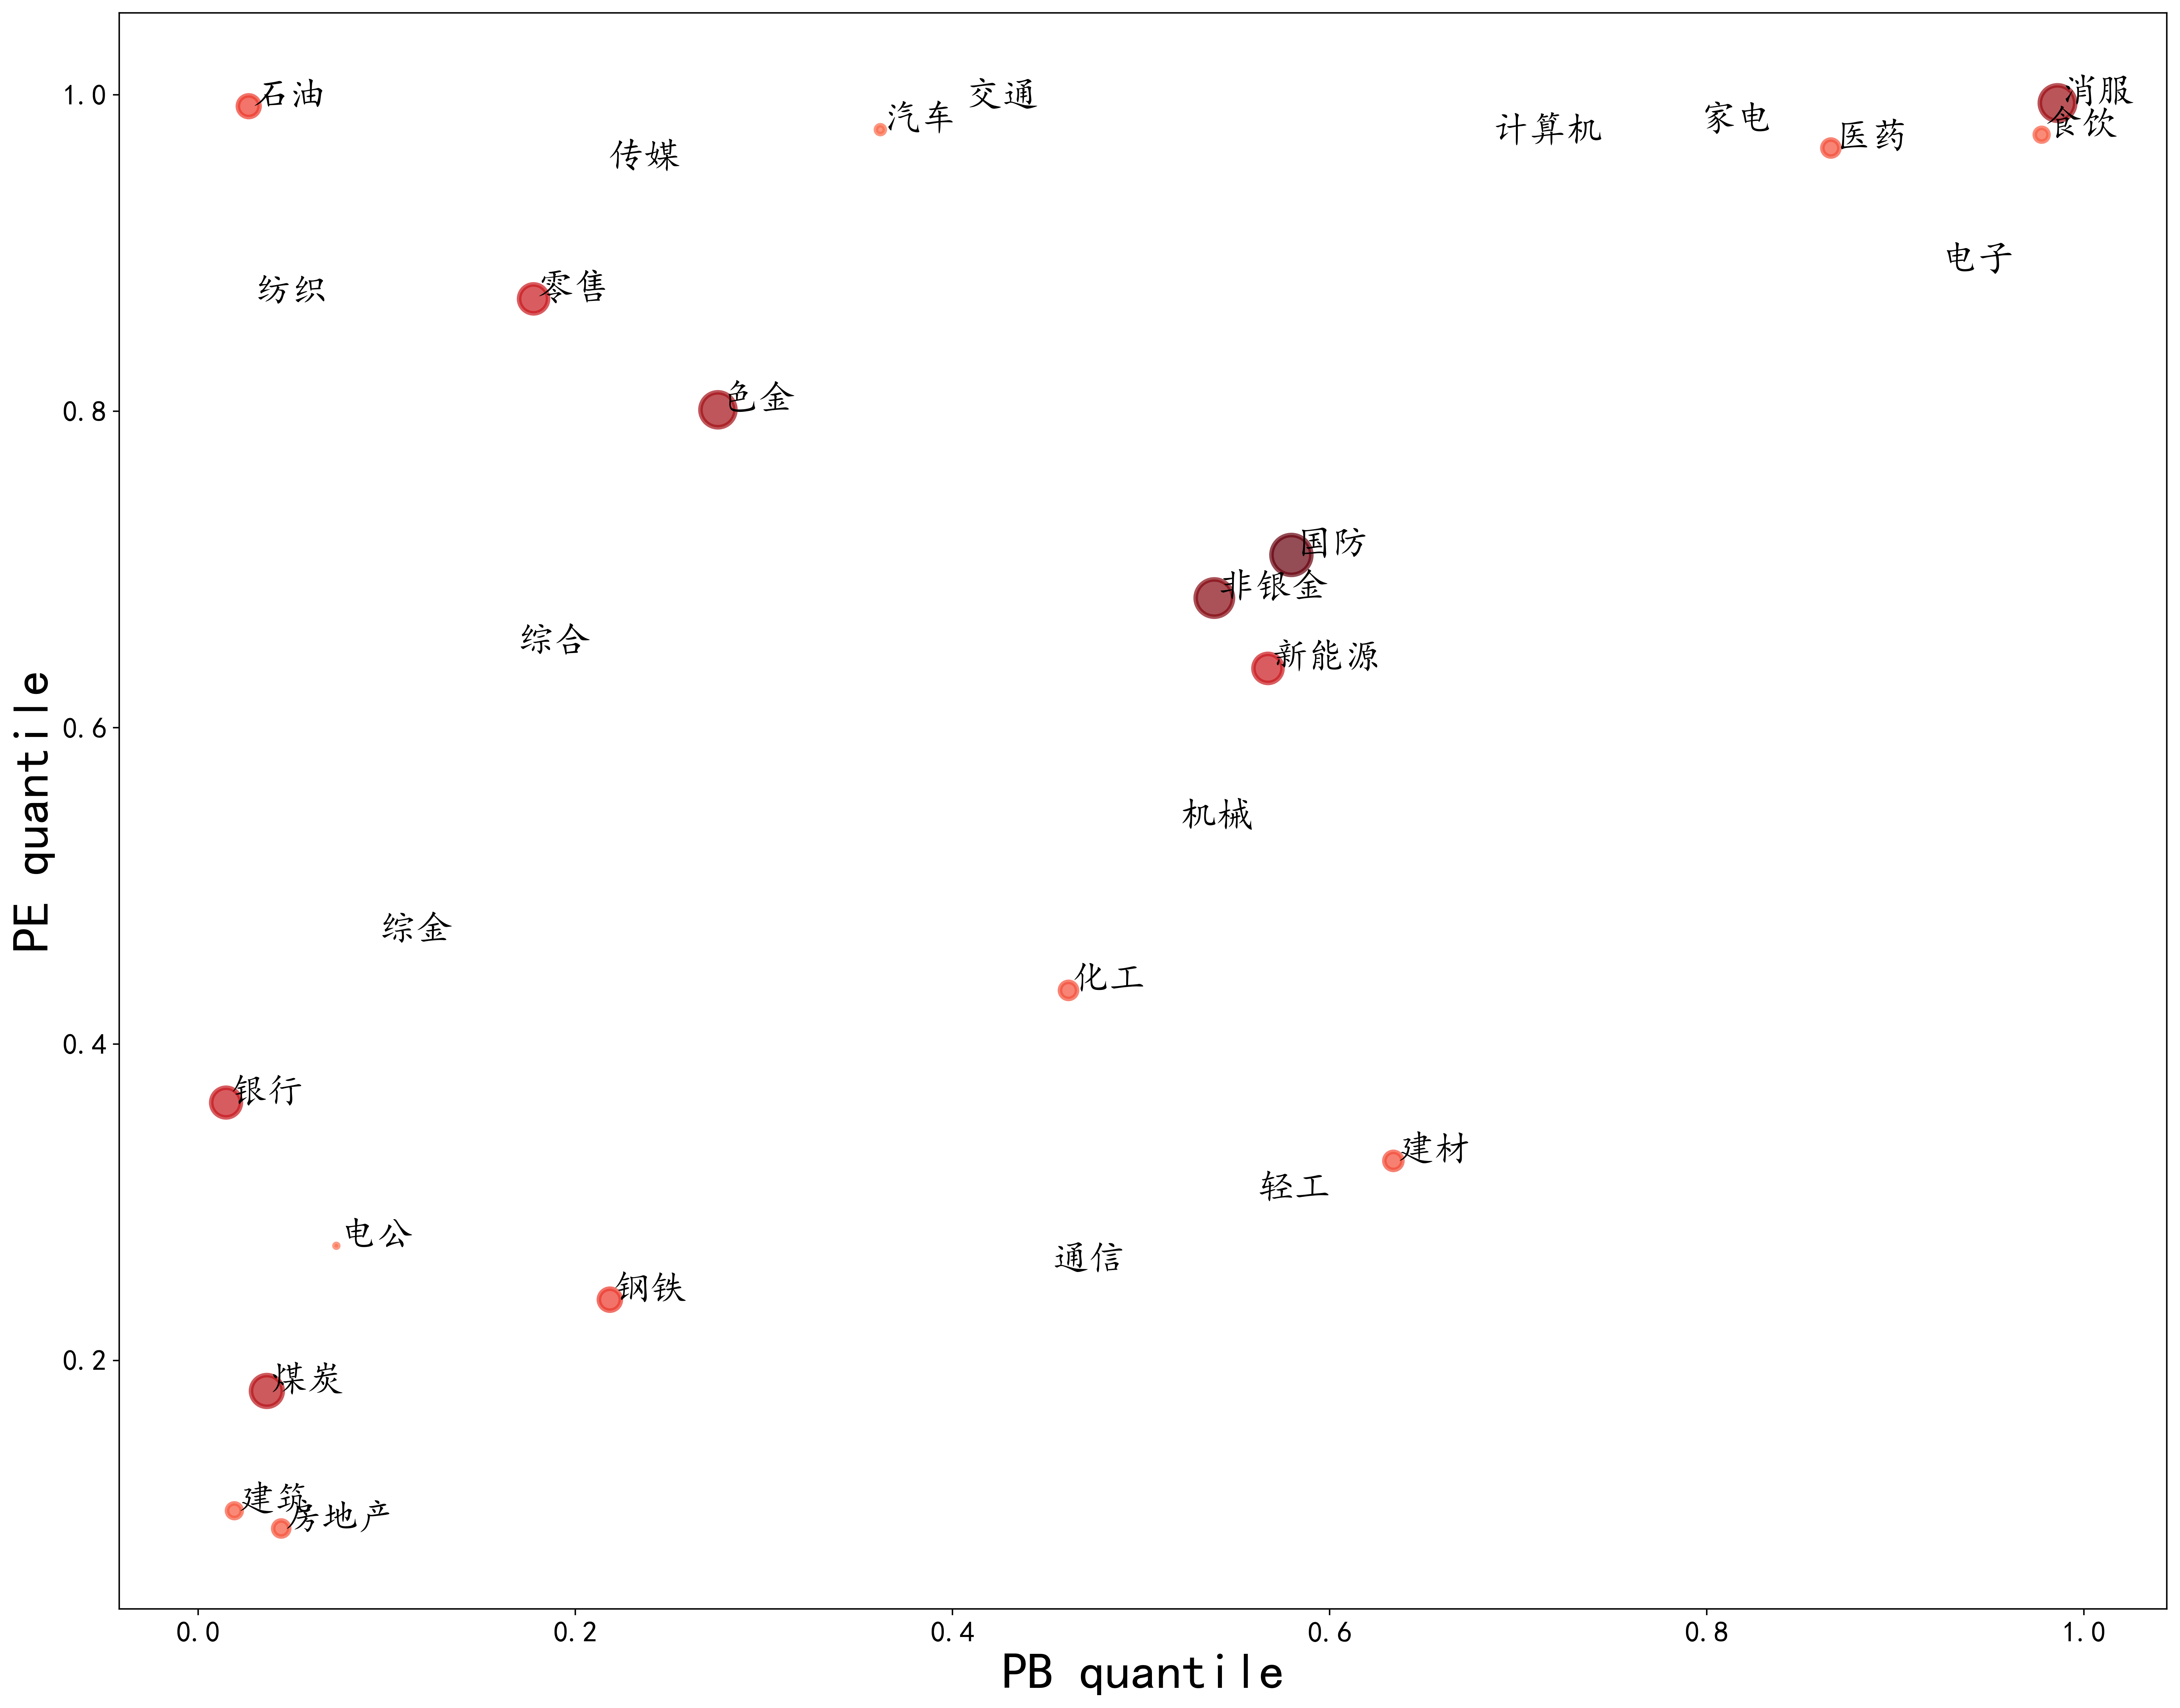 1.0
石油
汽车
交通
计算机
家电
医药
消服
食饮
传媒
电子
纺织
零售
0.8
色金
国防
非银金
新能源
综合
0.6
机械
综金
化工
0.4
银行
建材
轻工
电公
通信
钢铁
0.2
煤炭
建筑
房地产
0.0 0.2 0.4 0.6 0.8 1.0
PB quantile
PE quantile